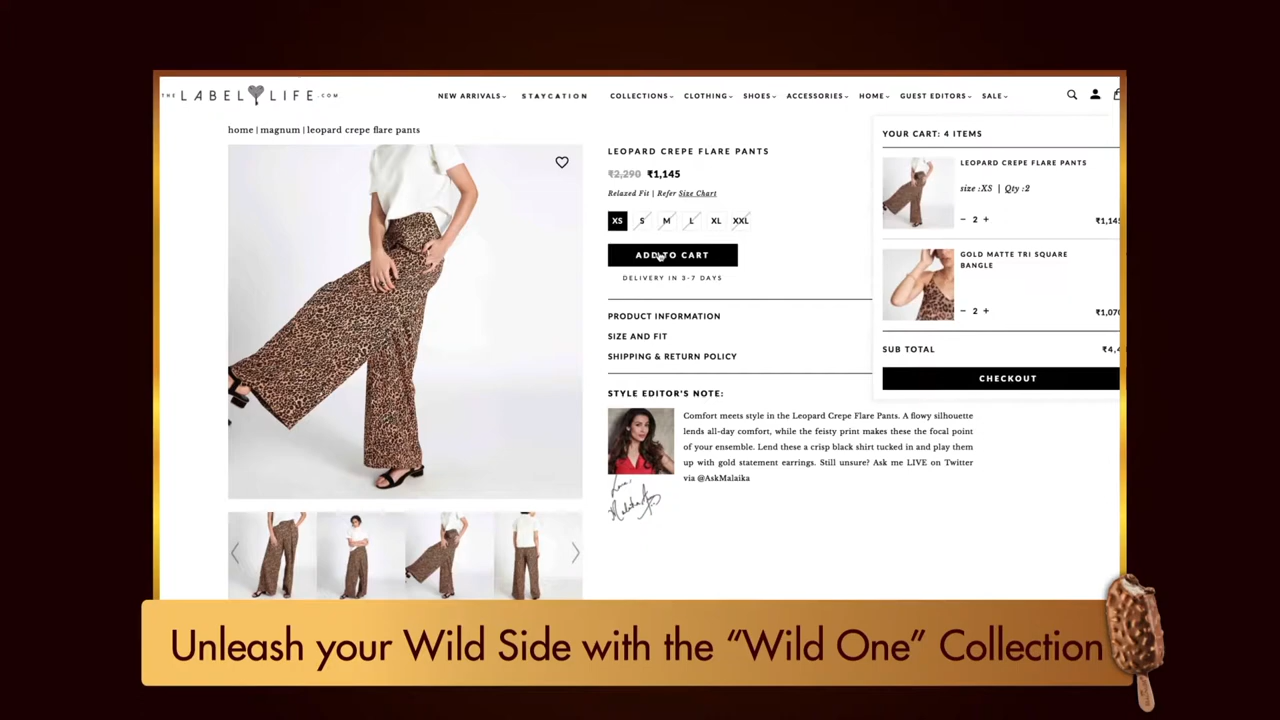 THE LABEL LIFE .COM
NEW ARRIVALS STAYCATION COLLECTIONS CLOTHING SHOES ACCESSORIES HOME GUEST EDITORS SALE
home | magnum | leopard crepe flare pants
LEOPARD CREPE FLARE PANTS
₹2,290 ₹1,145
Relaxed Fit | Refer Size Chart
XS S M L XL XXL
ADD TO CART
DELIVERY IN 3-7 DAYS
PRODUCT INFORMATION
SIZE AND FIT
SHIPPING & RETURN POLICY
STYLE EDITOR'S NOTE:
Comfort meets style in the Leopard Crepe Flare Pants. A flowy silhouette
lends all-day comfort, while the feisty print makes these the focal point
of your ensemble. Lend these a crisp black shirt tucked in and play them
up with gold statement earrings. Still unsure? Ask me LIVE on Twitter
via @AskMalaika
YOUR CART: 4 ITEMS
LEOPARD CREPE FLARE PANTS
size :XS | Qty :2
− 2 + ₹1,145
GOLD MATTE TRI SQUARE
BANGLE
− 2 + ₹1,070
SUB TOTAL ₹4,4
CHECKOUT
Unleash your Wild Side with the “Wild One” Collection